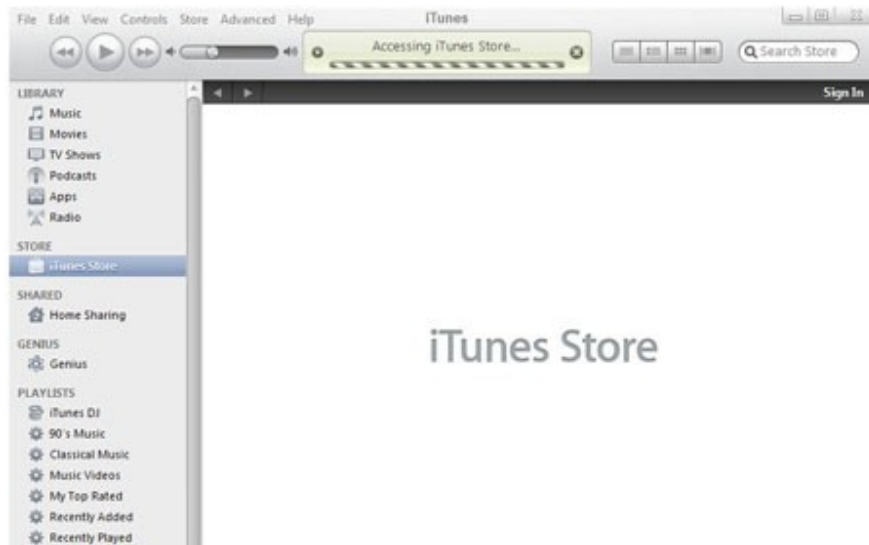 File Edit View Controls Store Advanced Help
iTunes
Accessing iTunes Store...
Search Store
Sign In
LIBRARY
Music
Movies
TV Shows
Podcasts
Apps
Radio
STORE
iTunes Store
SHARED
Home Sharing
GENIUS
Genius
PLAYLISTS
iTunes DJ
90's Music
Classical Music
Music Videos
My Top Rated
Recently Added
Recently Played
iTunes Store